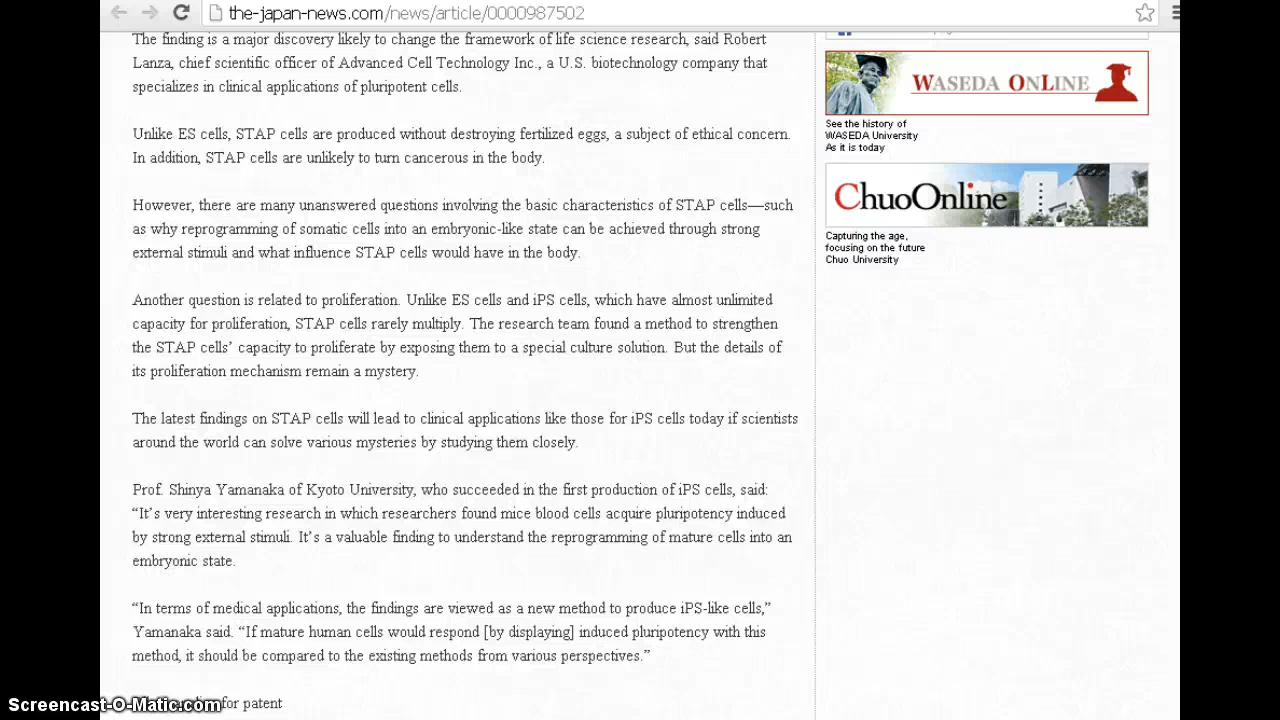 the-japan-news.com/news/article/0000987502
The finding is a major discovery likely to change the framework of life science research, said Robert
Lanza, chief scientific officer of Advanced Cell Technology Inc., a U.S. biotechnology company that
specializes in clinical applications of pluripotent cells.
Unlike ES cells, STAP cells are produced without destroying fertilized eggs, a subject of ethical concern.
In addition, STAP cells are unlikely to turn cancerous in the body.
However, there are many unanswered questions involving the basic characteristics of STAP cells—such
as why reprogramming of somatic cells into an embryonic-like state can be achieved through strong
external stimuli and what influence STAP cells would have in the body.
Another question is related to proliferation. Unlike ES cells and iPS cells, which have almost unlimited
capacity for proliferation, STAP cells rarely multiply. The research team found a method to strengthen
the STAP cells’ capacity to proliferate by exposing them to a special culture solution. But the details of
its proliferation mechanism remain a mystery.
The latest findings on STAP cells will lead to clinical applications like those for iPS cells today if scientists
around the world can solve various mysteries by studying them closely.
Prof. Shinya Yamanaka of Kyoto University, who succeeded in the first production of iPS cells, said:
“It’s very interesting research in which researchers found mice blood cells acquire pluripotency induced
by strong external stimuli. It’s a valuable finding to understand the reprogramming of mature cells into an
embryonic state.
“In terms of medical applications, the findings are viewed as a new method to produce iPS-like cells,”
Yamanaka said. “If mature human cells would respond [by displaying] induced pluripotency with this
method, it should be compared to the existing methods from various perspectives.”
for patent
WASEDA ONLINE
See the history of
WASEDA University
As it is today
ChuoOnline
Capturing the age,
focusing on the future
Chuo University
Screencast-O-Matic.com